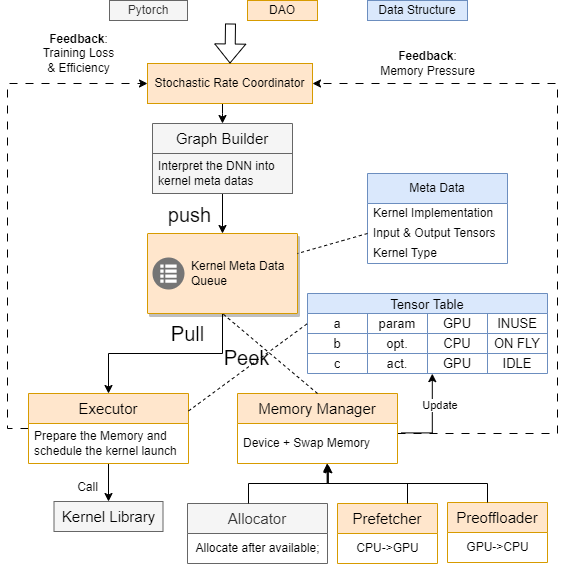 Pytorch
DAO
Data Structure
Feedback:
Training Loss
& Efficiency
Feedback:
Memory Pressure
Stochastic Rate Coordinator
Graph Builder
Interpret the DNN into
kernel meta datas
push
Meta Data
Kernel Implementation
Input & Output Tensors
Kernel Type
Kernel Meta Data
Queue
Tensor Table
a param GPU INUSE
b opt. CPU ON FLY
c act. GPU IDLE
Pull
Peek
Update
Executor
Prepare the Memory and
schedule the kernel launch
Memory Manager
Device + Swap Memory
Call
Kernel Library
Allocator
Allocate after available;
Prefetcher
CPU->GPU
Preoffloader
GPU->CPU